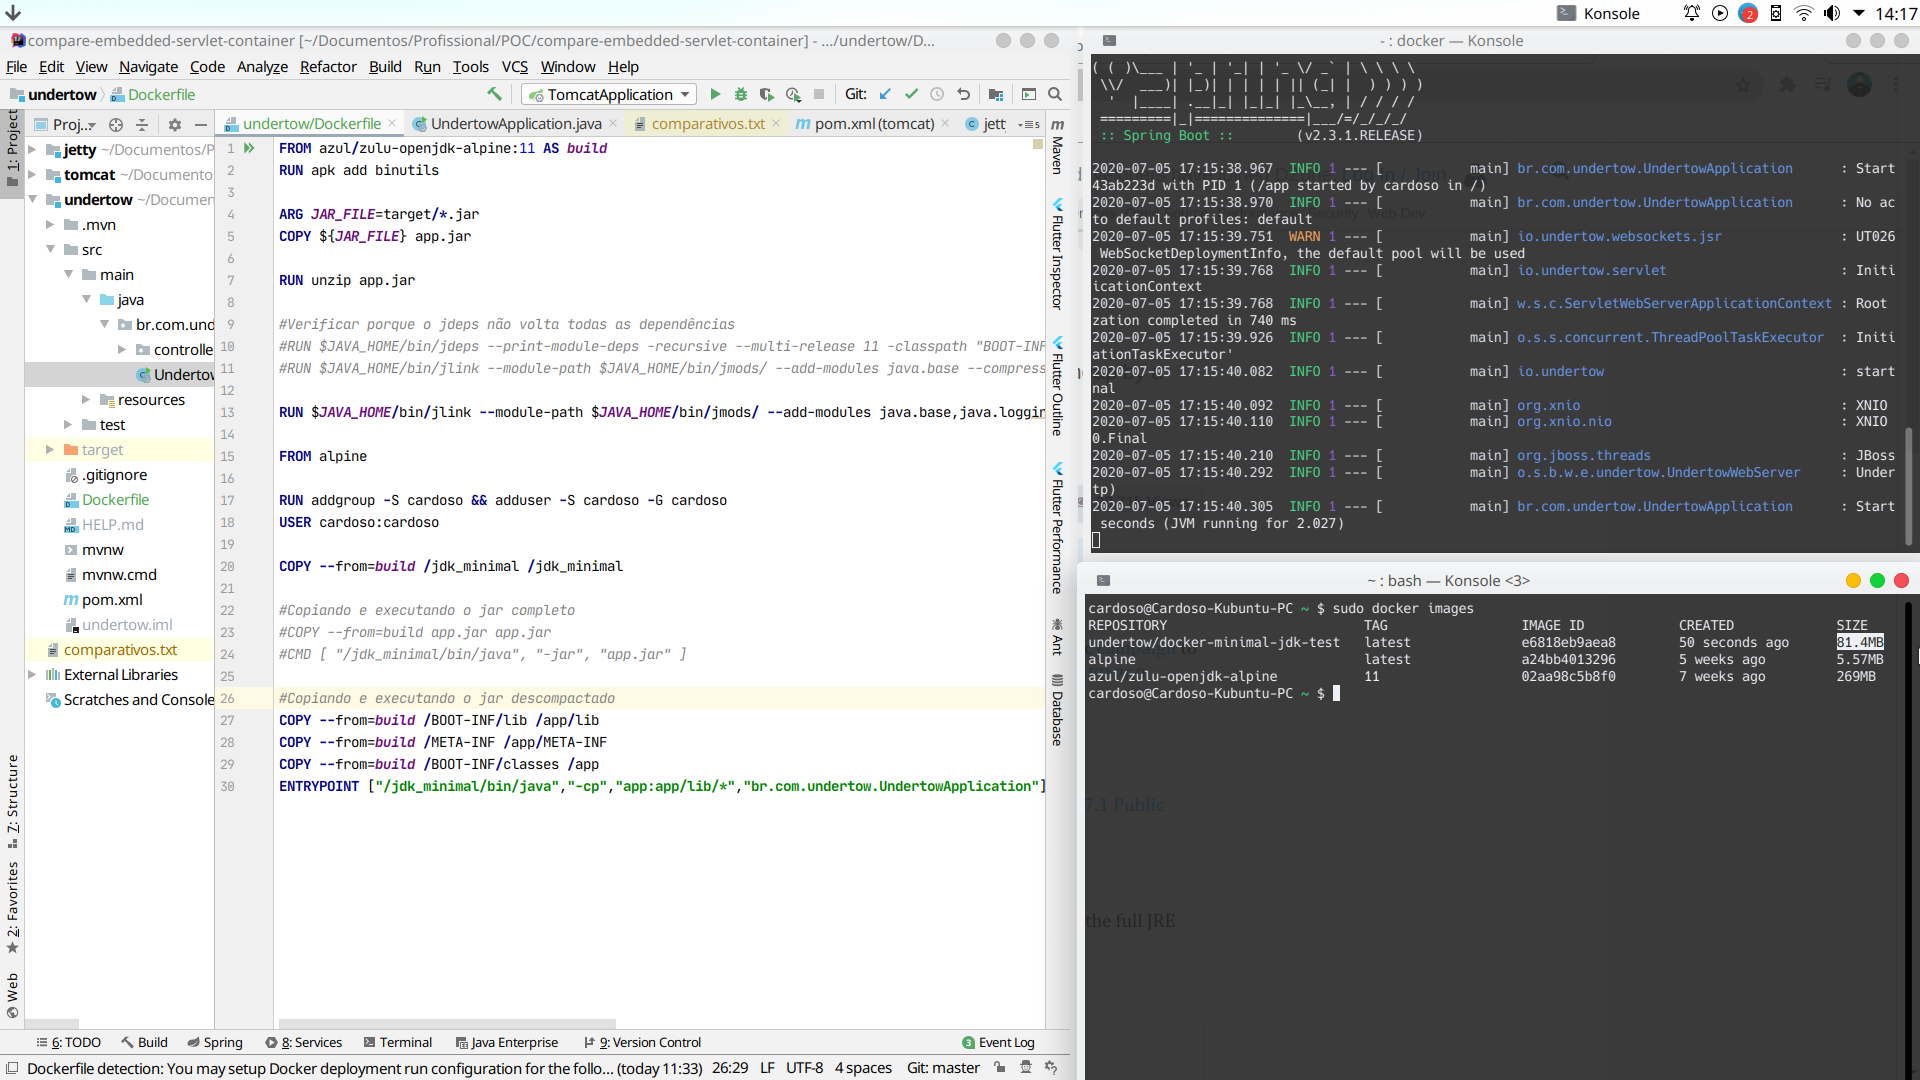 Konsole
2
14:17
compare-embedded-servlet-container [~/Documentos/Profissional/POC/compare-embedded-servlet-container] - .../undertow/D...
File Edit View Navigate Code Analyze Refactor Build Run Tools VCS Window Help
undertow Dockerfile TomcatApplication Git:
Proj...
undertow/Dockerfile UndertowApplication.java comparativos.txt pom.xml (tomcat) jett
1: Project
jetty ~/Documentos/P
tomcat ~/Documento
undertow ~/Documen
.mvn
src
main
java
br.com.und
controlle
Undertow
resources
test
target
.gitignore
Dockerfile
HELP.md
mvnw
mvnw.cmd
pom.xml
undertow.iml
comparativos.txt
External Libraries
Scratches and Console
7: Structure
2: Favorites
Web
1 FROM azul/zulu-openjdk-alpine:11 AS build
2 RUN apk add binutils
3
4 ARG JAR_FILE=target/*.jar
5 COPY ${JAR_FILE} app.jar
6
7 RUN unzip app.jar
8
9 #Verificar porque o jdeps não volta todas as dependências
10 #RUN $JAVA_HOME/bin/jdeps --print-module-deps -recursive --multi-release 11 -classpath "BOOT-INF
11 #RUN $JAVA_HOME/bin/jlink --module-path $JAVA_HOME/bin/jmods/ --add-modules java.base --compress
12
13 RUN $JAVA_HOME/bin/jlink --module-path $JAVA_HOME/bin/jmods/ --add-modules java.base,java.loggin
14
15 FROM alpine
16
17 RUN addgroup -S cardoso && adduser -S cardoso -G cardoso
18 USER cardoso:cardoso
19
20 COPY --from=build /jdk_minimal /jdk_minimal
21
22 #Copiando e executando o jar completo
23 #COPY --from=build app.jar app.jar
24 #CMD [ "/jdk_minimal/bin/java", "-jar", "app.jar" ]
25
26 #Copiando e executando o jar descompactado
27 COPY --from=build /BOOT-INF/lib /app/lib
28 COPY --from=build /META-INF /app/META-INF
29 COPY --from=build /BOOT-INF/classes /app
30 ENTRYPOINT ["/jdk_minimal/bin/java","-cp","app:app/lib/*","br.com.undertow.UndertowApplication"]
Maven
Flutter Inspector
Flutter Outline
Flutter Performance
Ant
Database
6: TODO Build Spring 8: Services Terminal Java Enterprise 9: Version Control 3 Event Log
Dockerfile detection: You may setup Docker deployment run configuration for the follo... (today 11:33) 26:29 LF UTF-8 4 spaces Git: master
- : docker — Konsole
( ( )\___ | '_ | '_| | '_ \/ _` | \ \ \ \
\\/ ___)| |_)| | | | | || (_| | ) ) ) )
' |____| .__|_| |_|_| |_\__, | / / / /
=========|_|==============|___/=/_/_/_/
:: Spring Boot :: (v2.3.1.RELEASE)
2020-07-05 17:15:38.967 INFO 1 --- [ main] br.com.undertow.UndertowApplication : Start
43ab223d with PID 1 (/app started by cardoso in /)
2020-07-05 17:15:38.970 INFO 1 --- [ main] br.com.undertow.UndertowApplication : No ac
to default profiles: default
2020-07-05 17:15:39.751 WARN 1 --- [ main] io.undertow.websockets.jsr : UT026
WebSocketDeploymentInfo, the default pool will be used
2020-07-05 17:15:39.768 INFO 1 --- [ main] io.undertow.servlet : Initi
icationContext
2020-07-05 17:15:39.768 INFO 1 --- [ main] w.s.c.ServletWebServerApplicationContext : Root
zation completed in 740 ms
2020-07-05 17:15:39.926 INFO 1 --- [ main] o.s.s.concurrent.ThreadPoolTaskExecutor : Initi
ationTaskExecutor'
2020-07-05 17:15:40.082 INFO 1 --- [ main] io.undertow : start
nal
2020-07-05 17:15:40.092 INFO 1 --- [ main] org.xnio : XNIO
2020-07-05 17:15:40.110 INFO 1 --- [ main] org.xnio.nio : XNIO
0.Final
2020-07-05 17:15:40.210 INFO 1 --- [ main] org.jboss.threads : JBoss
2020-07-05 17:15:40.292 INFO 1 --- [ main] o.s.b.w.e.undertow.UndertowWebServer : Under
tp)
2020-07-05 17:15:40.305 INFO 1 --- [ main] br.com.undertow.UndertowApplication : Start
seconds (JVM running for 2.027)
~ : bash — Konsole <3>
cardoso@Cardoso-Kubuntu-PC ~ $ sudo docker images
REPOSITORY TAG IMAGE ID CREATED SIZE
undertow/docker-minimal-jdk-test latest e6818eb9aea8 50 seconds ago 81.4MB
alpine latest a24bb4013296 5 weeks ago 5.57MB
azul/zulu-openjdk-alpine 11 02aa98c5b8f0 7 weeks ago 269MB
cardoso@Cardoso-Kubuntu-PC ~ $
7.1 Public
the full JRE